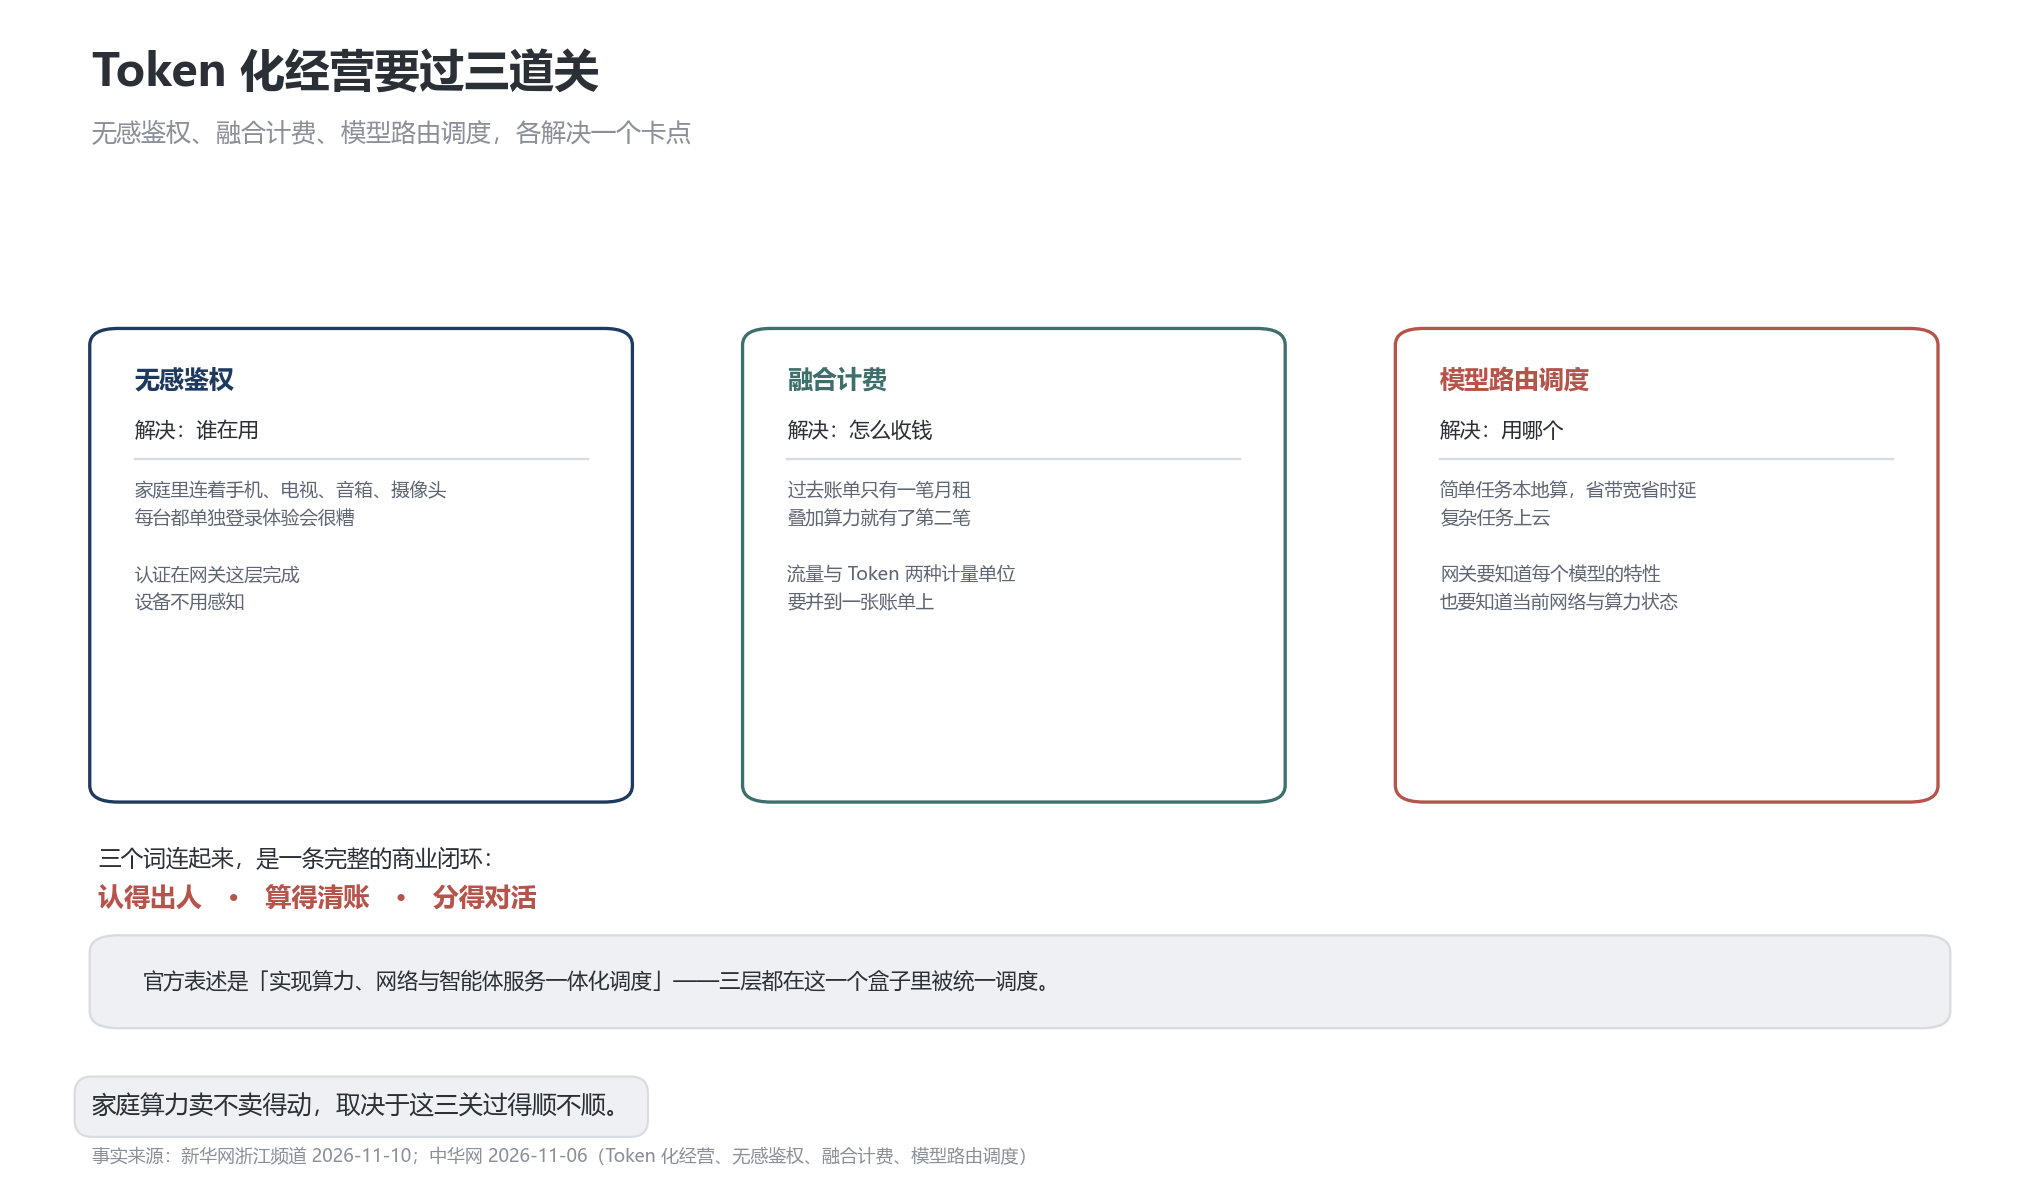 Token 化经营要过三道关
无感鉴权、融合计费、模型路由调度，各解决一个卡点
无感鉴权
解决：谁在用
家庭里连着手机、电视、音箱、摄像头
每台都单独登录体验会很糟
认证在网关这层完成
设备不用感知
融合计费
解决：怎么收钱
过去账单只有一笔月租
叠加算力就有了第二笔
流量与 Token 两种计量单位
要并到一张账单上
模型路由调度
解决：用哪个
简单任务本地算，省带宽省时延
复杂任务上云
网关要知道每个模型的特性
也要知道当前网络与算力状态
三个词连起来，是一条完整的商业闭环：
认得出人 • 算得清账 • 分得对活
官方表述是「实现算力、网络与智能体服务一体化调度」——三层都在这一个盒子里被统一调度。
家庭算力卖不卖得动，取决于这三关过得顺不顺。
事实来源：新华网浙江频道 2026-11-10；中华网 2026-11-06（Token 化经营、无感鉴权、融合计费、模型路由调度）